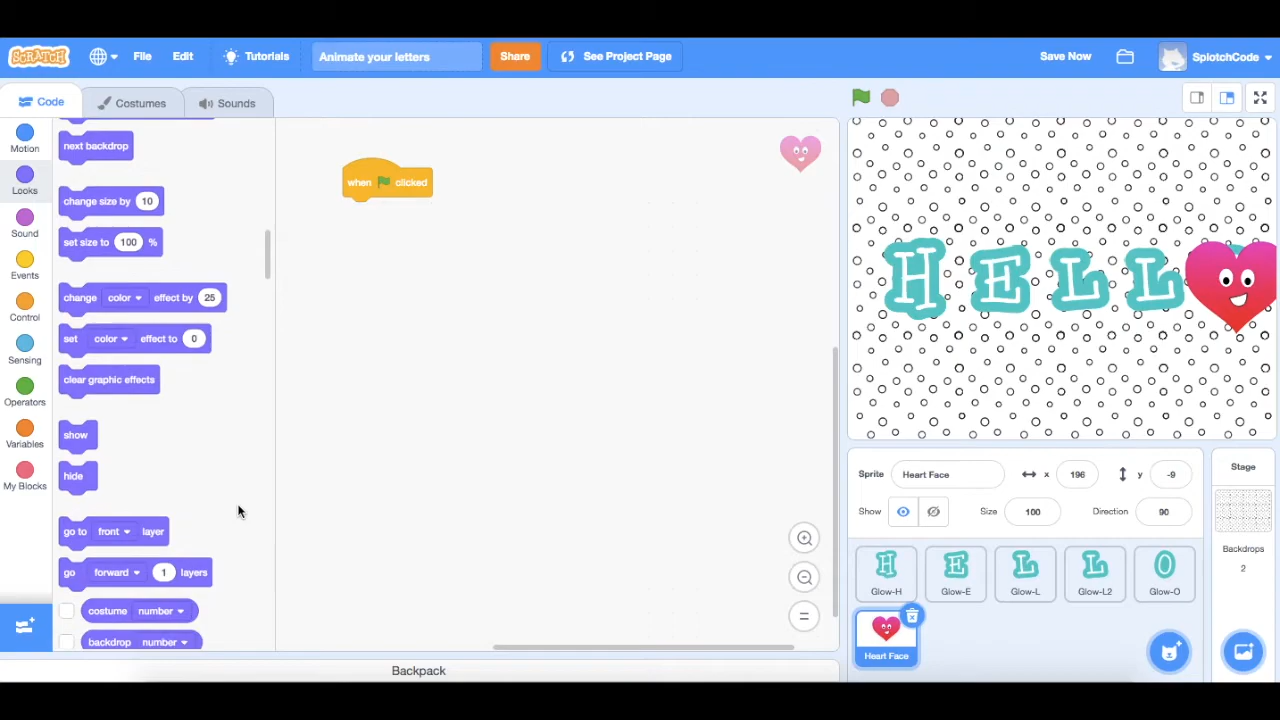 SCRATCH File Edit Tutorials Animate your letters Share See Project Page Save Now SplotchCode
Code Costumes Sounds
Motion
Looks
Sound
Events
Control
Sensing
Operators
Variables
My Blocks
next backdrop
change size by 10
set size to 100 %
change color effect by 25
set color effect to 0
clear graphic effects
show
hide
go to front layer
go forward 1 layers
costume number
backdrop number
when clicked
Backpack
H E L L
Sprite Heart Face x 196 y -9
Show Size 100 Direction 90
H E L L O
Glow-H Glow-E Glow-L Glow-L2 Glow-O
Heart Face
Stage
Backdrops
2